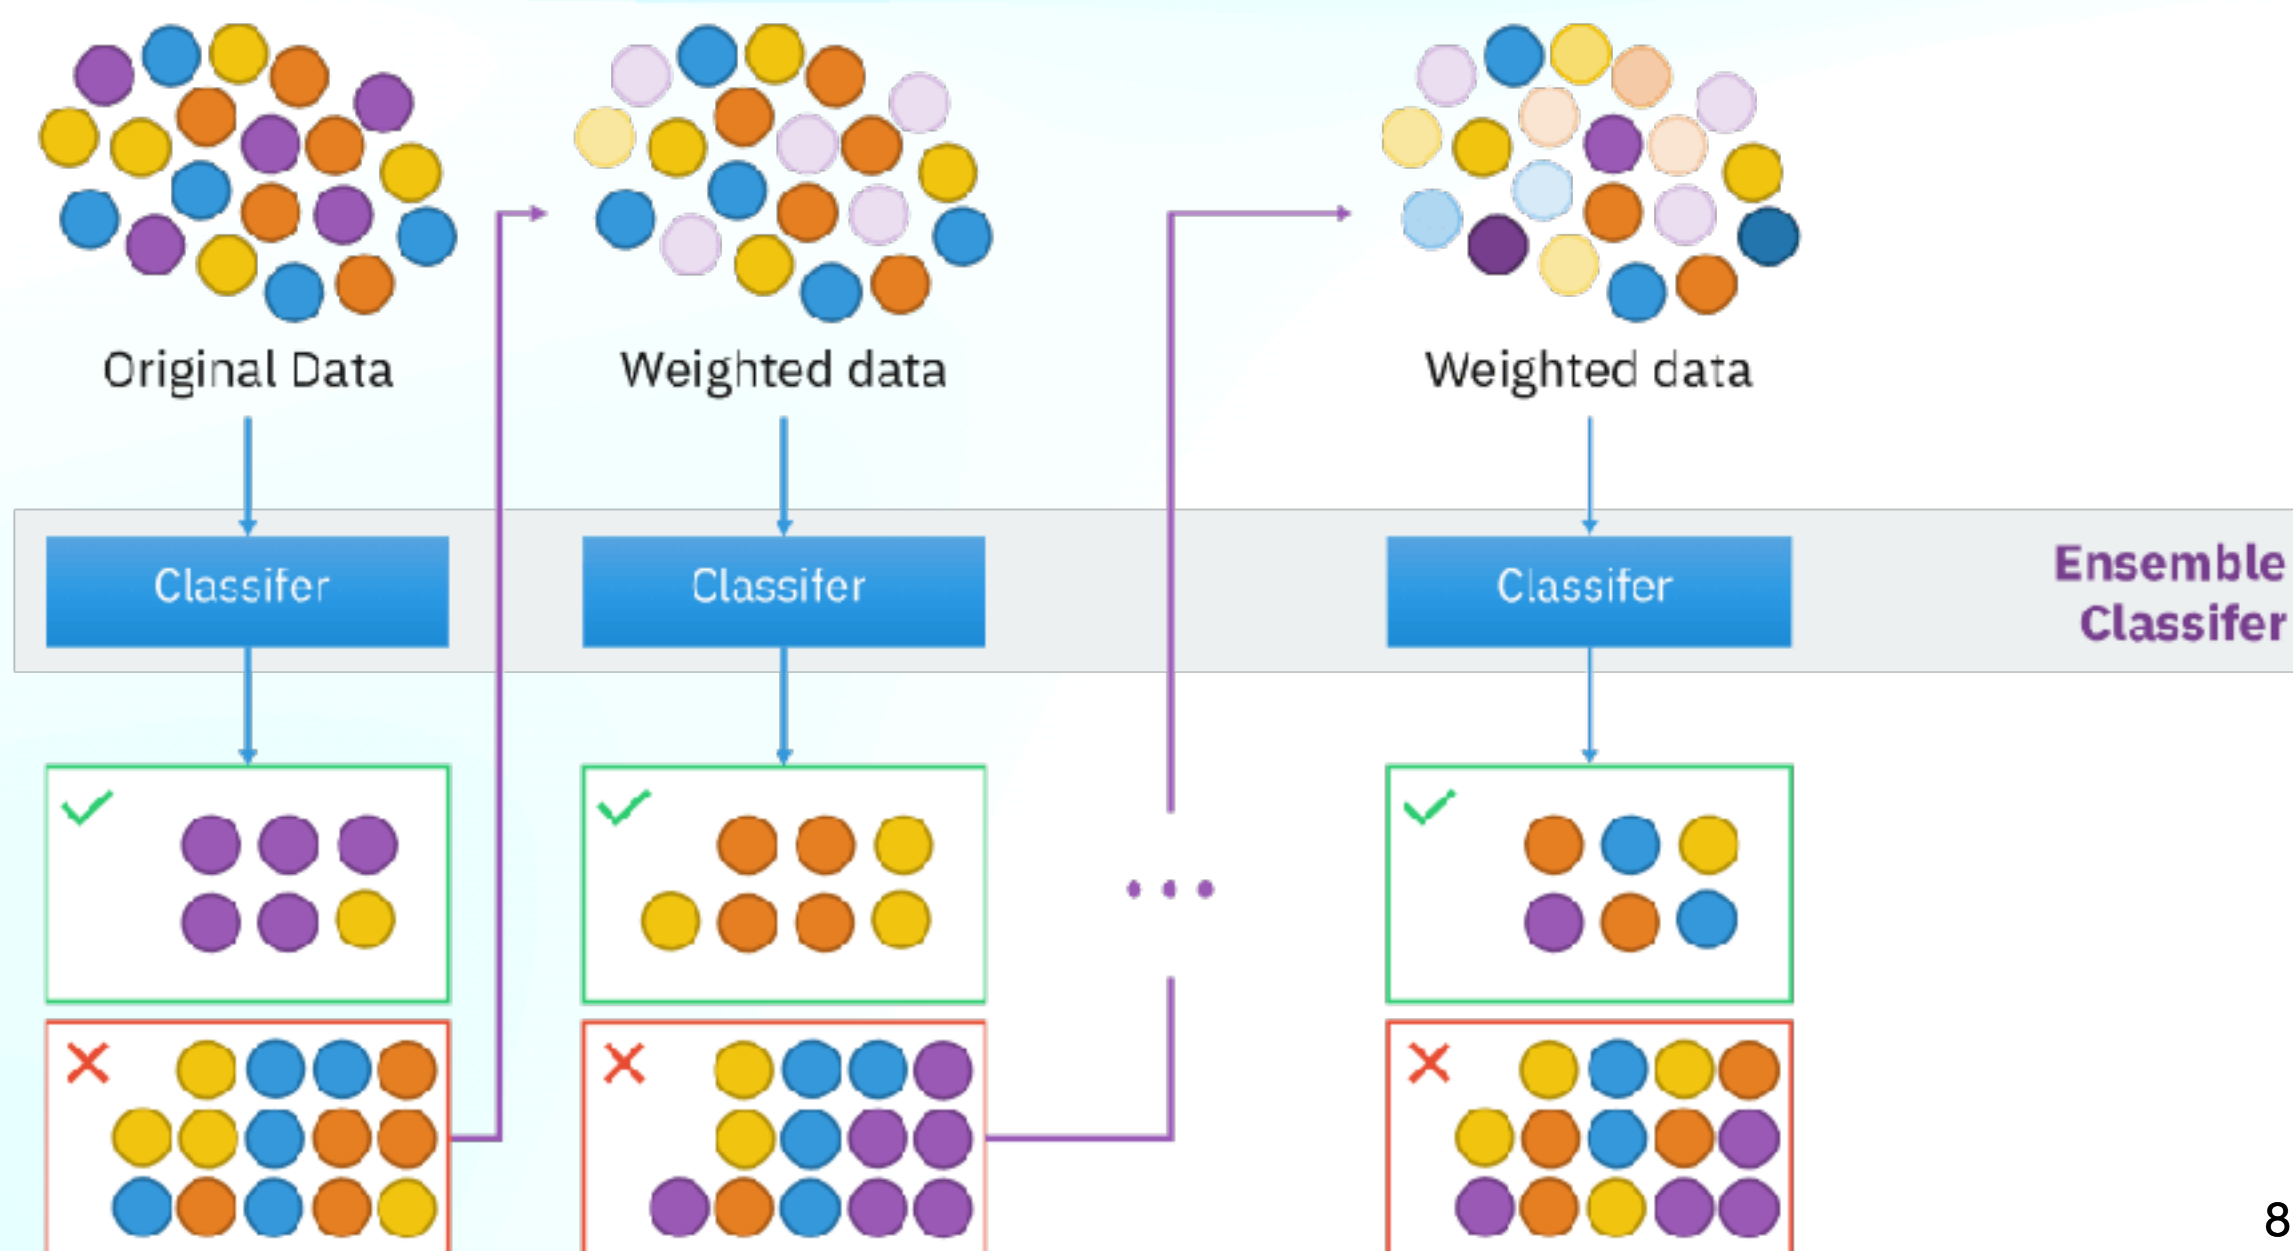 Original Data
Weighted data
Weighted data
Classifer
Classifer
Classifer
Ensemble
Classifer
8